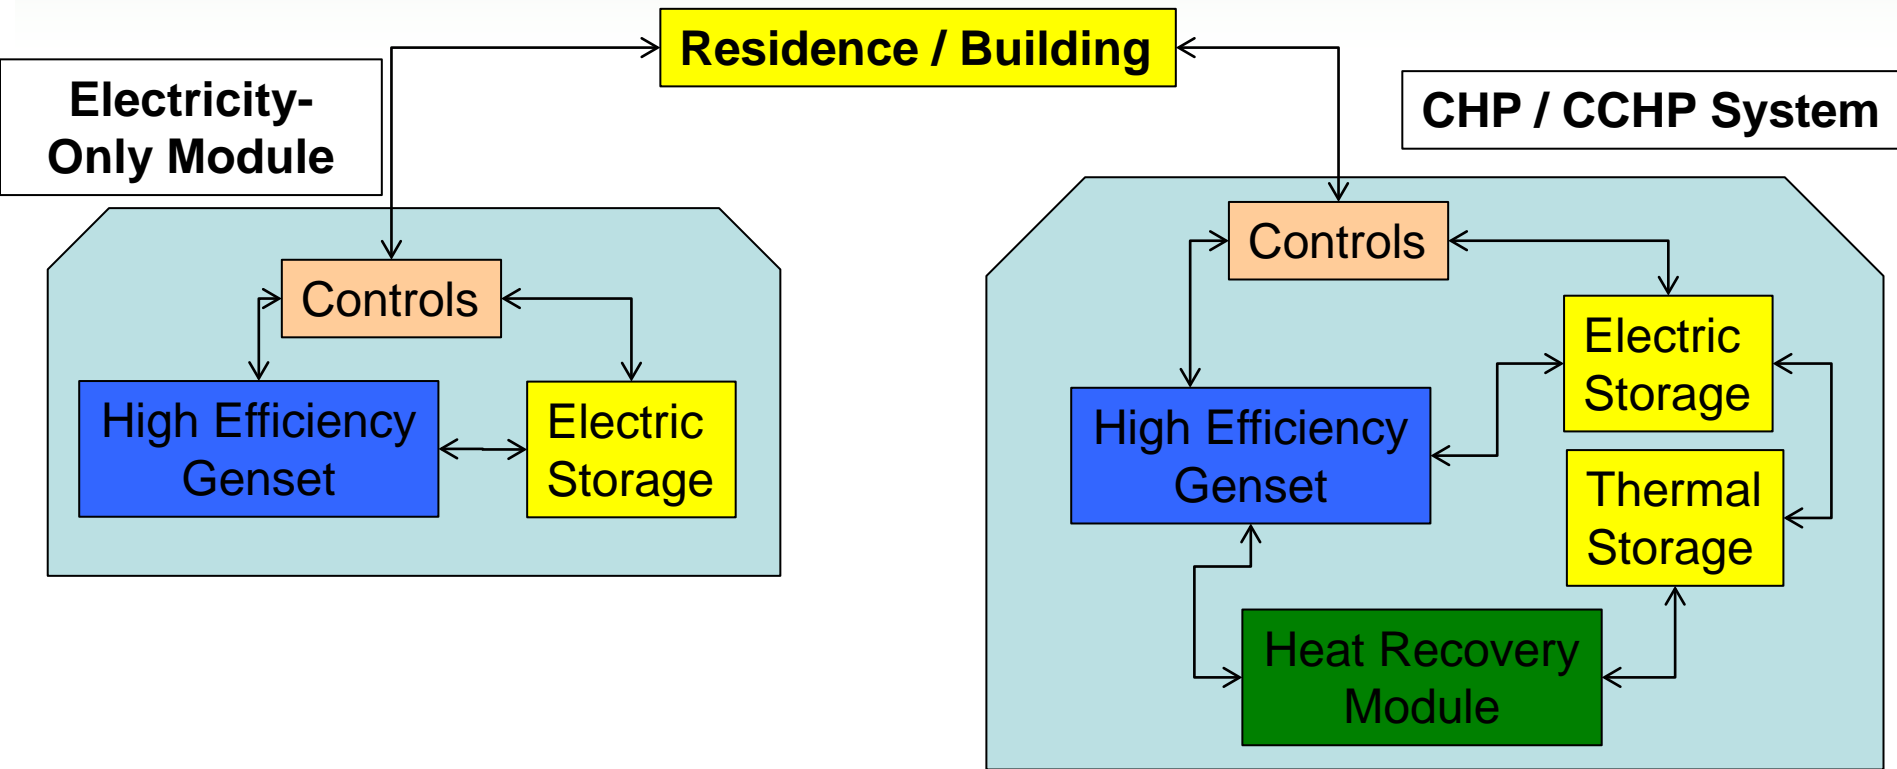 Residence / Building
Electricity-
Only Module
CHP / CCHP System
Controls
High Efficiency
Genset
Electric
Storage
Controls
Electric
Storage
High Efficiency
Genset
Thermal
Storage
Heat Recovery
Module